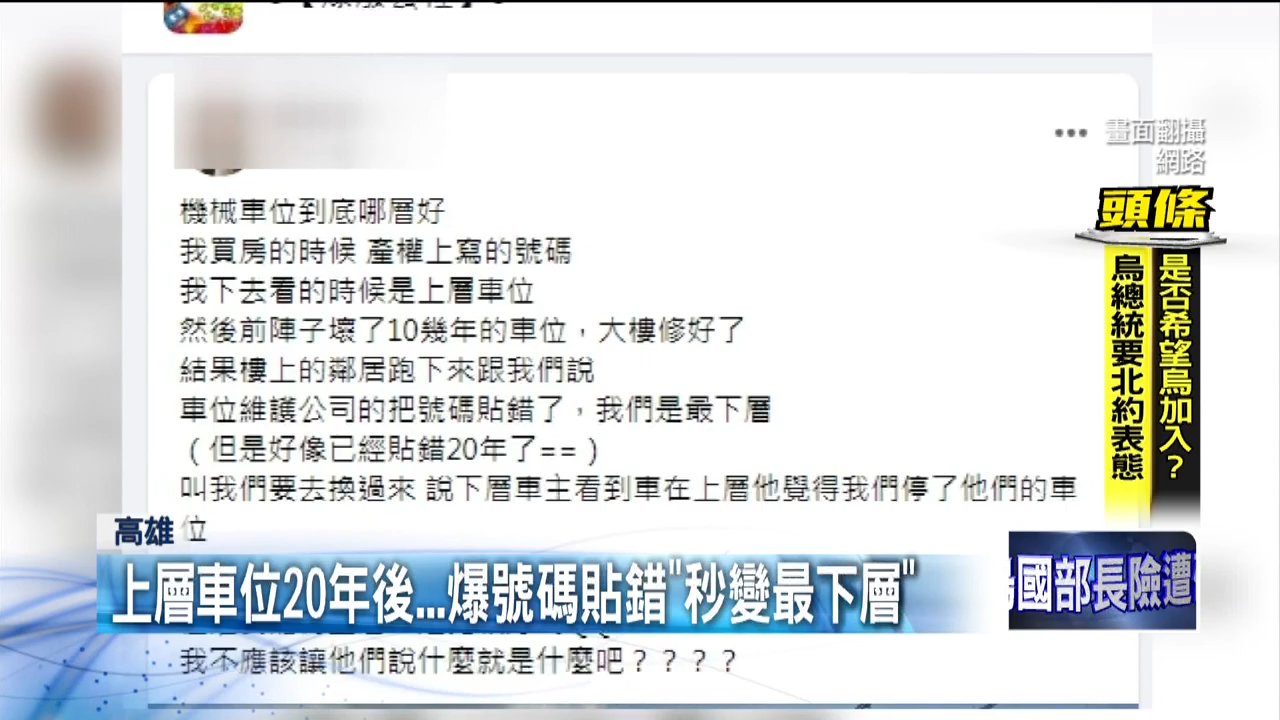 畫面翻攝
網路
機械車位到底哪層好
我買房的時候 產權上寫的號碼
我下去看的時候是上層車位
然後前陣子壞了10幾年的車位，大樓修好了
結果樓上的鄰居跑下來跟我們說
車位維護公司的把號碼貼錯了，我們是最下層
（但是好像已經貼錯20年了==）
叫我們要去換過來 說下層車主看到車在上層他覺得我們停了他們的車
位
我不應該讓他們說什麼就是什麼吧？？？？
頭條
是否希望烏加入？
烏總統要北約表態
高雄
上層車位20年後...爆號碼貼錯"秒變最下層"
國部長險遭